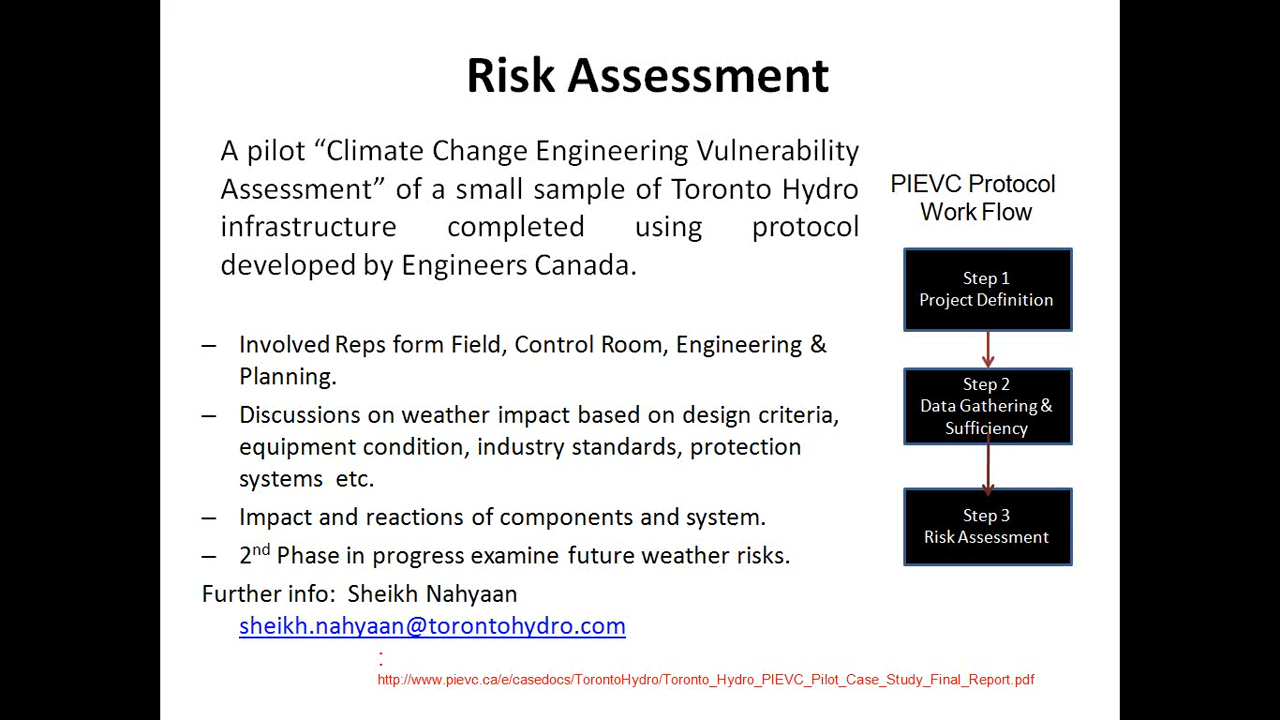 Risk Assessment
A pilot “Climate Change Engineering Vulnerability
Assessment” of a small sample of Toronto Hydro
infrastructure completed using protocol
developed by Engineers Canada.
– Involved Reps form Field, Control Room, Engineering &
Planning.
– Discussions on weather impact based on design criteria,
equipment condition, industry standards, protection
systems etc.
– Impact and reactions of components and system.
– 2nd Phase in progress examine future weather risks.
Further info: Sheikh Nahyaan
sheikh.nahyaan@torontohydro.com
:
http://www.pievc.ca/e/casedocs/TorontoHydro/Toronto_Hydro_PIEVC_Pilot_Case_Study_Final_Report.pdf
PIEVC Protocol
Work Flow
Step 1
Project Definition
Step 2
Data Gathering &
Sufficiency
Step 3
Risk Assessment